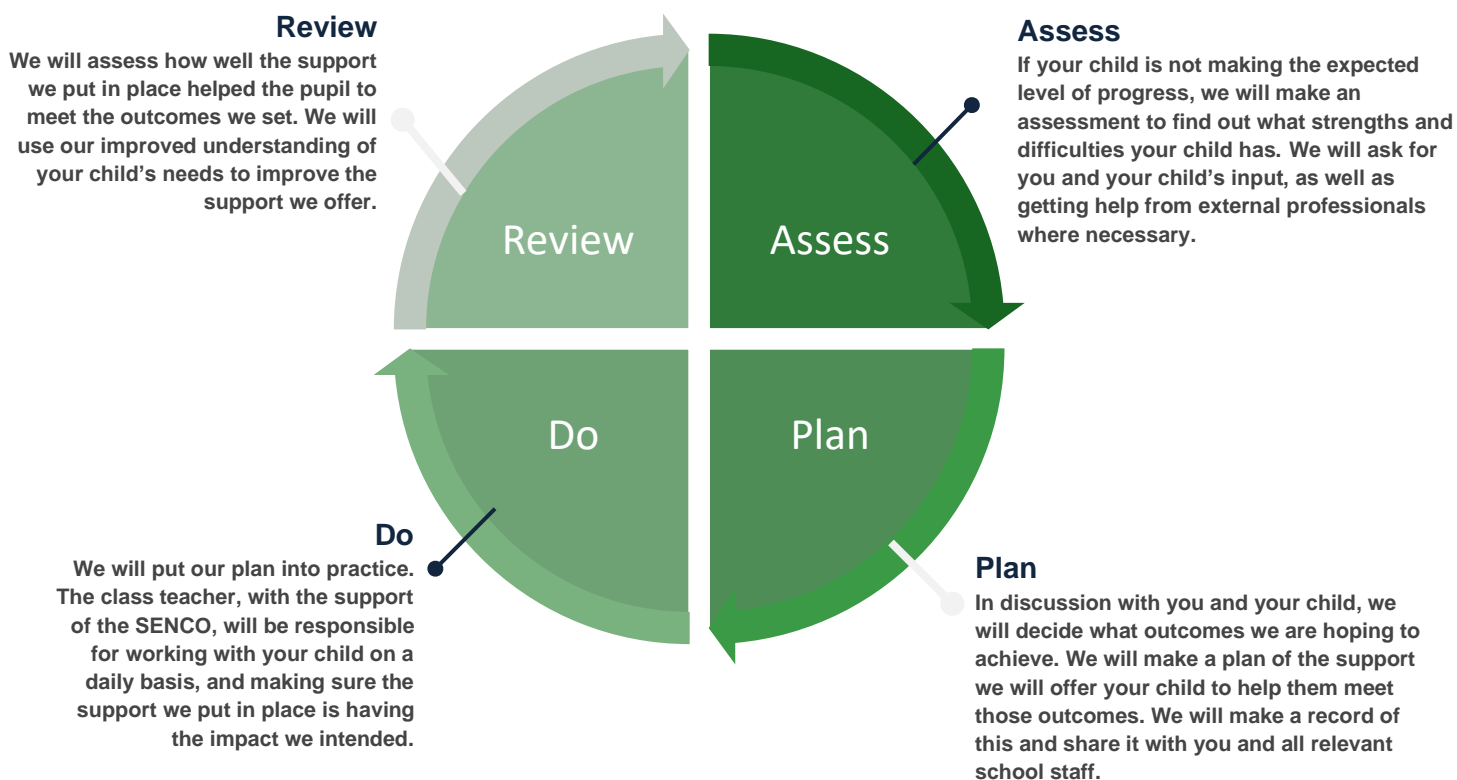 Review
We will assess how well the support
we put in place helped the pupil to
meet the outcomes we set. We will
use our improved understanding of
your child’s needs to improve the
support we offer.
Assess
If your child is not making the expected
level of progress, we will make an
assessment to find out what strengths and
difficulties your child has. We will ask for
you and your child’s input, as well as
getting help from external professionals
where necessary.
Review
Assess
Do
Plan
Do
We will put our plan into practice.
The class teacher, with the support
of the SENCO, will be responsible
for working with your child on a
daily basis, and making sure the
support we put in place is having
the impact we intended.
Plan
In discussion with you and your child, we
will decide what outcomes we are hoping to
achieve. We will make a plan of the support
we will offer your child to help them meet
those outcomes. We will make a record of
this and share it with you and all relevant
school staff.